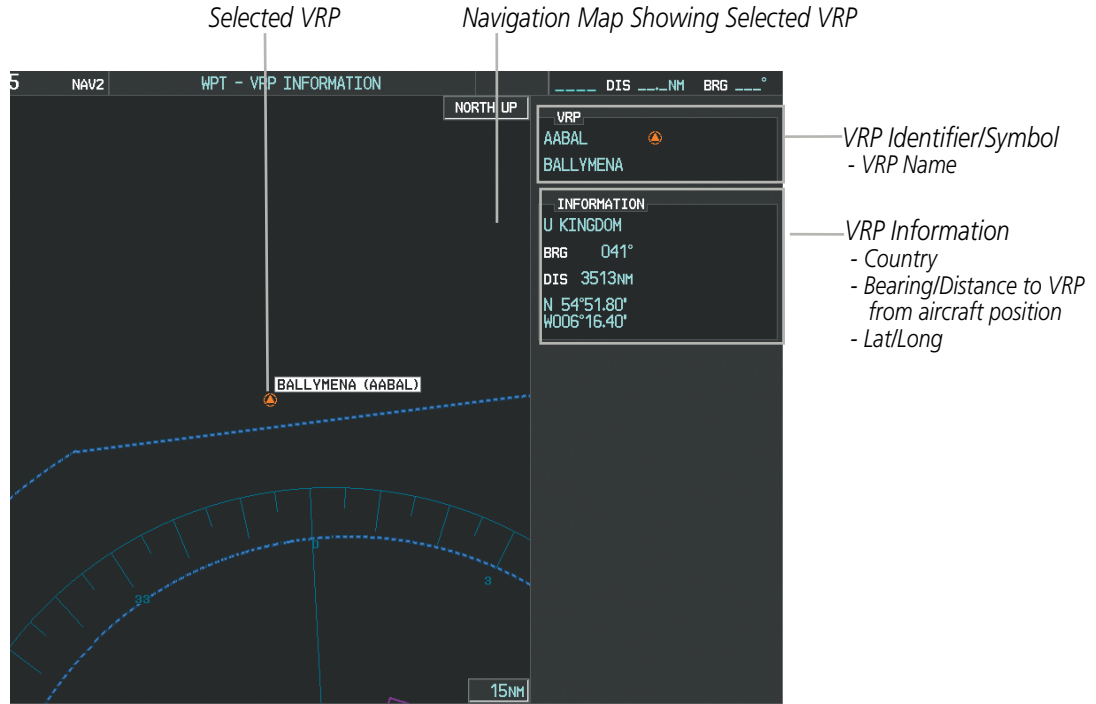 Selected VRP
Navigation Map Showing Selected VRP
5 NAV2 WPT - VRP INFORMATION ____ DIS __._NM BRG ___°
NORTH UP
VRP
AABAL
BALLYMENA
VRP Identifier/Symbol
- VRP Name
INFORMATION
U KINGDOM
BRG 041°
DIS 3513NM
N 54°51.80'
W006°16.40'
VRP Information
- Country
- Bearing/Distance to VRP
from aircraft position
- Lat/Long
BALLYMENA (AABAL)
0
3
33
15NM